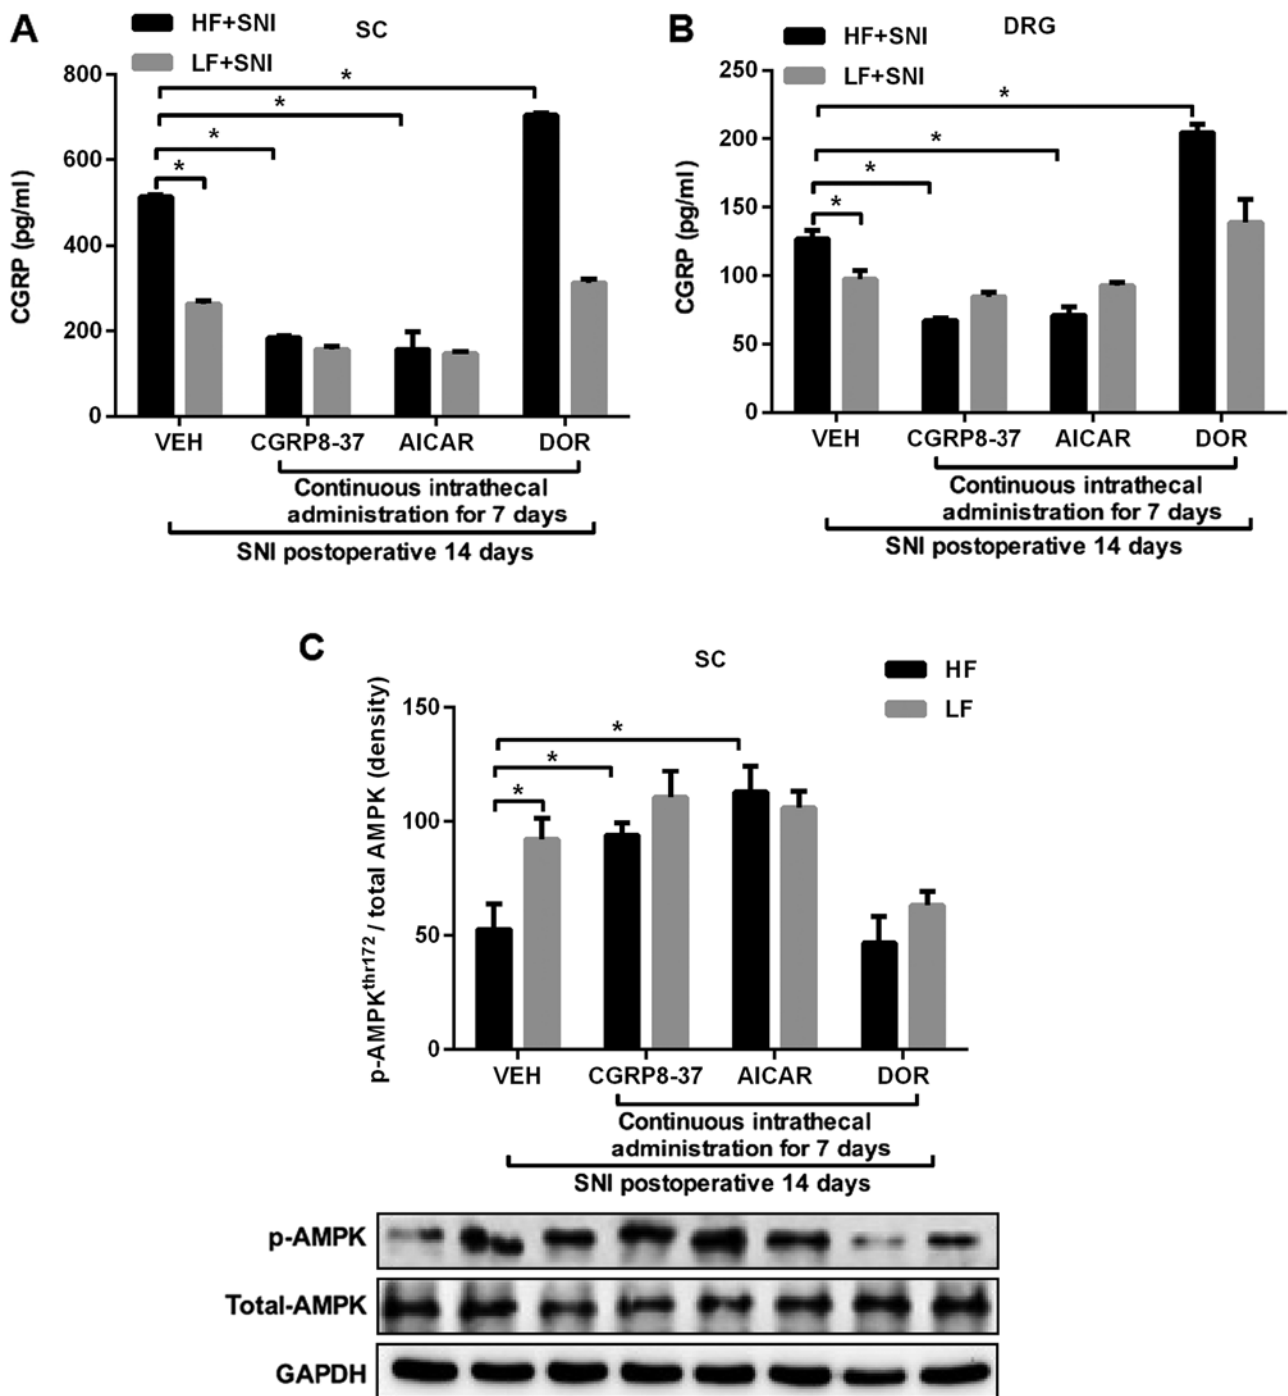 A
HF+SNI
LF+SNI
SC
CGRP (pg/ml)
800
600
400
200
0
*
*
*
*
VEH
CGRP8-37
AICAR
DOR
Continuous intrathecal
administration for 7 days
SNI postoperative 14 days
B
HF+SNI
LF+SNI
DRG
CGRP (pg/ml)
250
200
150
100
50
0
*
*
*
*
VEH
CGRP8-37
AICAR
DOR
Continuous intrathecal
administration for 7 days
SNI postoperative 14 days
C
SC
HF
LF
p-AMPKthr172 / total AMPK (density)
150
100
50
0
*
*
*
VEH
CGRP8-37
AICAR
DOR
Continuous intrathecal
administration for 7 days
SNI postoperative 14 days
p-AMPK
Total-AMPK
GAPDH